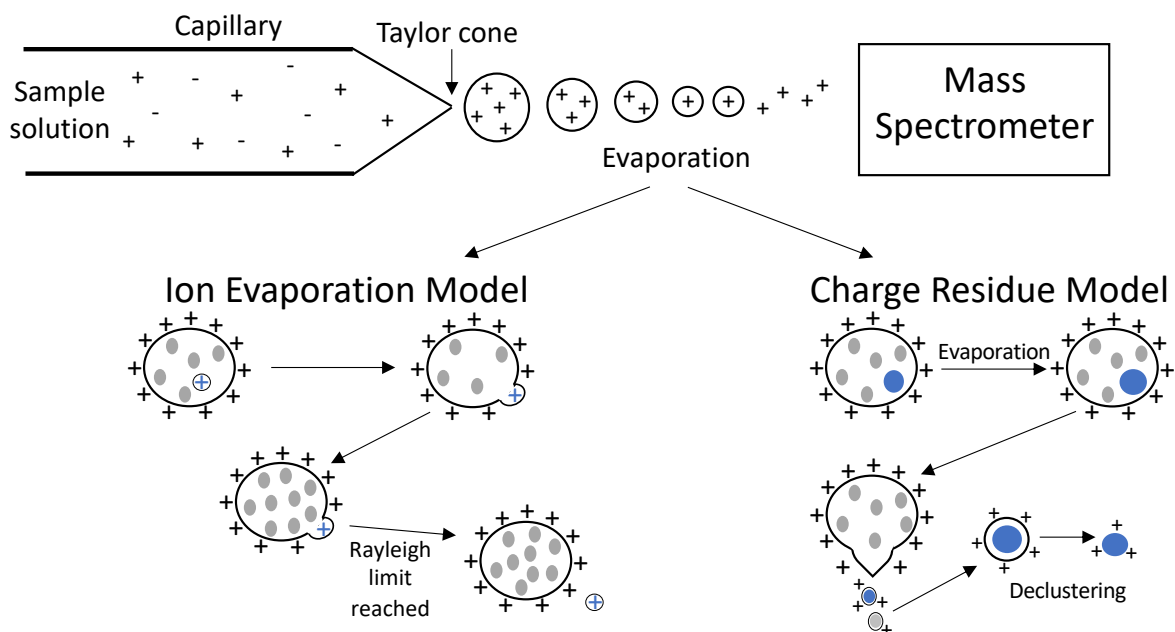 Capillary
Taylor cone
Sample
solution
Mass
Spectrometer
Evaporation
Ion Evaporation Model
Charge Residue Model
Evaporation
Rayleigh
limit
reached
Declustering